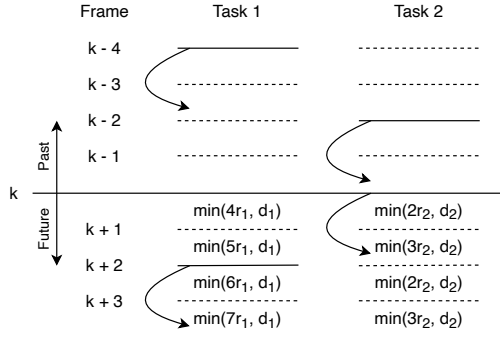 Frame Task 1 Task 2
k - 4
k - 3
k - 2
Past
k - 1
k
Future
min(4r₁, d₁) min(2r₂, d₂)
k + 1
min(5r₁, d₁) min(3r₂, d₂)
k + 2
min(6r₁, d₁) min(2r₂, d₂)
k + 3
min(7r₁, d₁) min(3r₂, d₂)